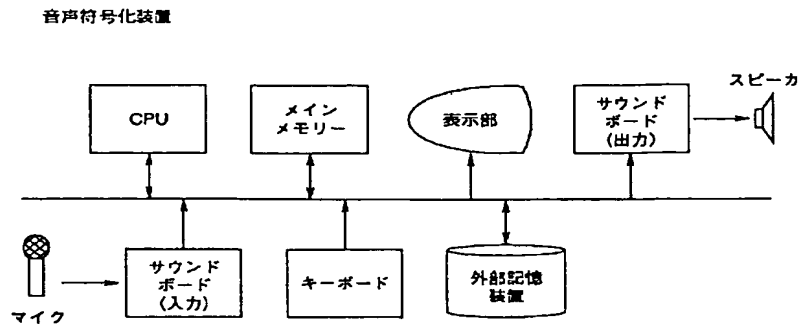 音声符号化装置
スピーカ
CPU
メイン
メモリー
表示部
サウンド
ボード
(出力)
マイク
サウンド
ボード
(入力)
キーボード
外部記憶
装置